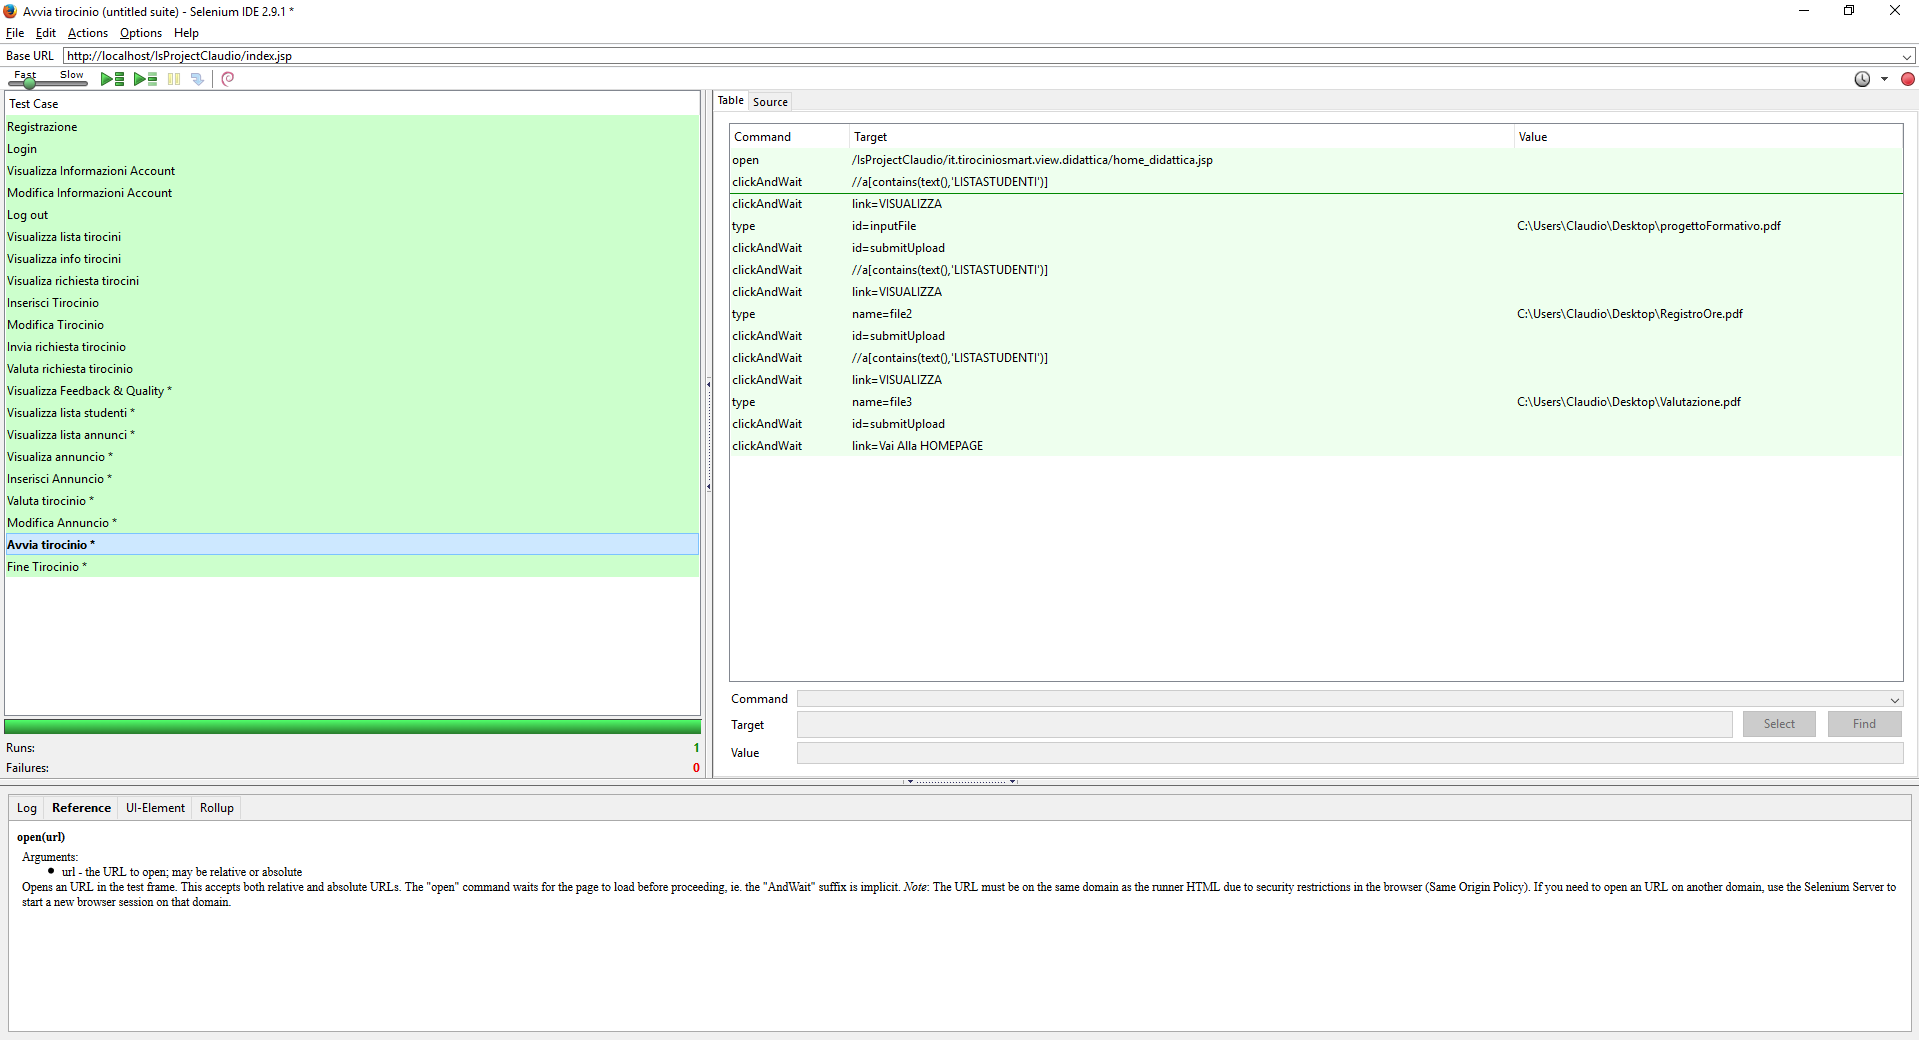 Avvia tirocinio (untitled suite) - Selenium IDE 2.9.1 *
File Edit Actions Options Help
Base URL http://localhost/IsProjectClaudio/index.jsp
Fast Slow
Test Case
Registrazione
Login
Visualizza Informazioni Account
Modifica Informazioni Account
Log out
Visualizza lista tirocini
Visualizza info tirocini
Visualiza richiesta tirocini
Inserisci Tirocinio
Modifica Tirocinio
Invia richiesta tirocinio
Valuta richiesta tirocinio
Visualizza Feedback & Quality *
Visualizza lista studenti *
Visualizza lista annunci *
Visualiza annuncio *
Inserisci Annuncio *
Valuta tirocinio *
Modifica Annuncio *
Avvia tirocinio *
Fine Tirocinio *
Runs: 1
Failures: 0
Table Source
Command Target Value
open /IsProjectClaudio/it.tirociniosmart.view.didattica/home_didattica.jsp
clickAndWait //a[contains(text(),'LISTASTUDENTI')]
clickAndWait link=VISUALIZZA
type id=inputFile C:\Users\Claudio\Desktop\progettoFormativo.pdf
clickAndWait id=submitUpload
clickAndWait //a[contains(text(),'LISTASTUDENTI')]
clickAndWait link=VISUALIZZA
type name=file2 C:\Users\Claudio\Desktop\RegistroOre.pdf
clickAndWait id=submitUpload
clickAndWait //a[contains(text(),'LISTASTUDENTI')]
clickAndWait link=VISUALIZZA
type name=file3 C:\Users\Claudio\Desktop\Valutazione.pdf
clickAndWait id=submitUpload
clickAndWait link=Vai Alla HOMEPAGE
Command
Target Select Find
Value
Log Reference UI-Element Rollup
open(url)
Arguments:
url - the URL to open; may be relative or absolute
Opens an URL in the test frame. This accepts both relative and absolute URLs. The "open" command waits for the page to load before proceeding, ie. the "AndWait" suffix is implicit. Note: The URL must be on the same domain as the runner HTML due to security restrictions in the browser (Same Origin Policy). If you need to open an URL on another domain, use the Selenium Server to
start a new browser session on that domain.